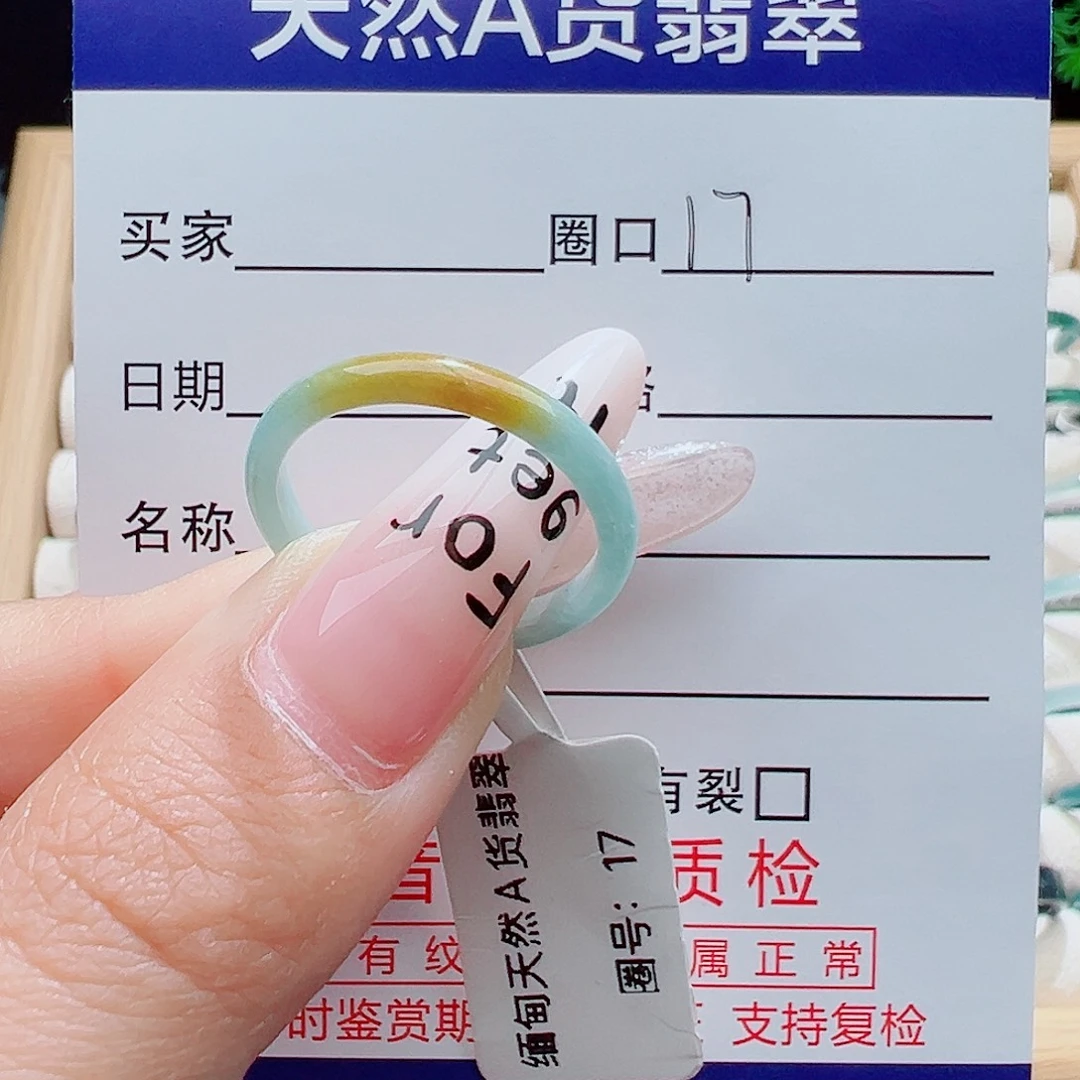 天然A货翡翠
买家 圈口 17
日期
名称
有裂
质检
有纹 属正常
时鉴赏期 支持复检
For
get
缅甸天然A货翡翠
圈号：17